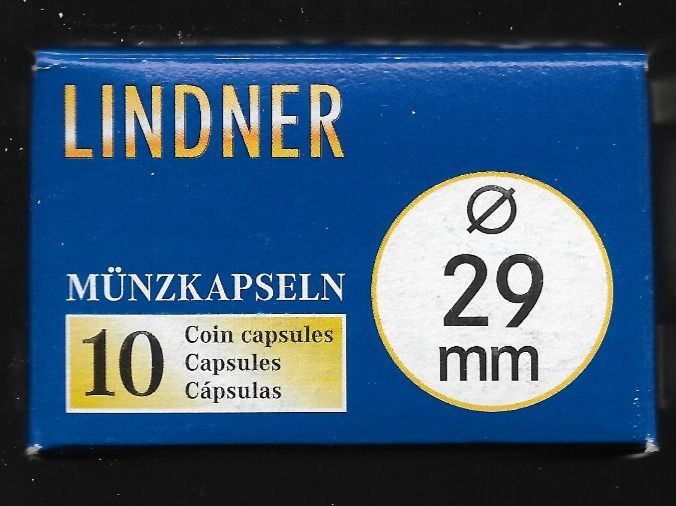 LINDNER
MÜNZKAPSELN
10
Coin capsules
Capsules
Cápsulas
Ø
29
mm